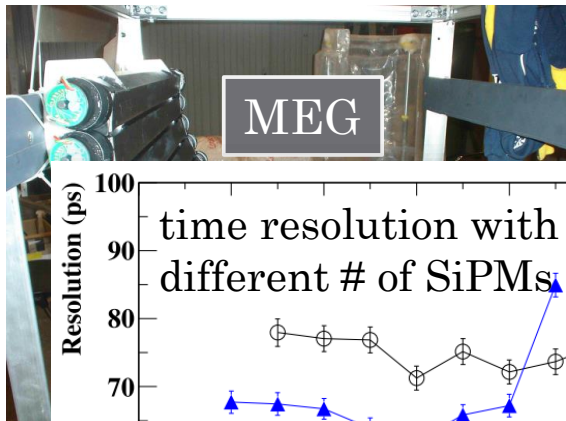 MEG
100
time resolution with
different # of SiPMs
Resolution (ps)
90
80
70